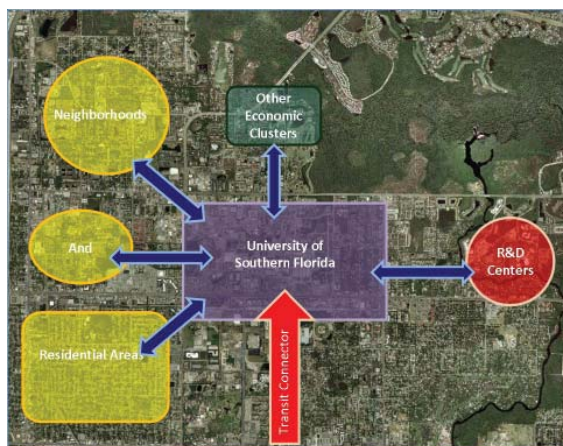 Neighborhoods
Other
Economic
Clusters
And
University of
Southern Florida
R&D
Centers
Residential Areas
Transit Connector